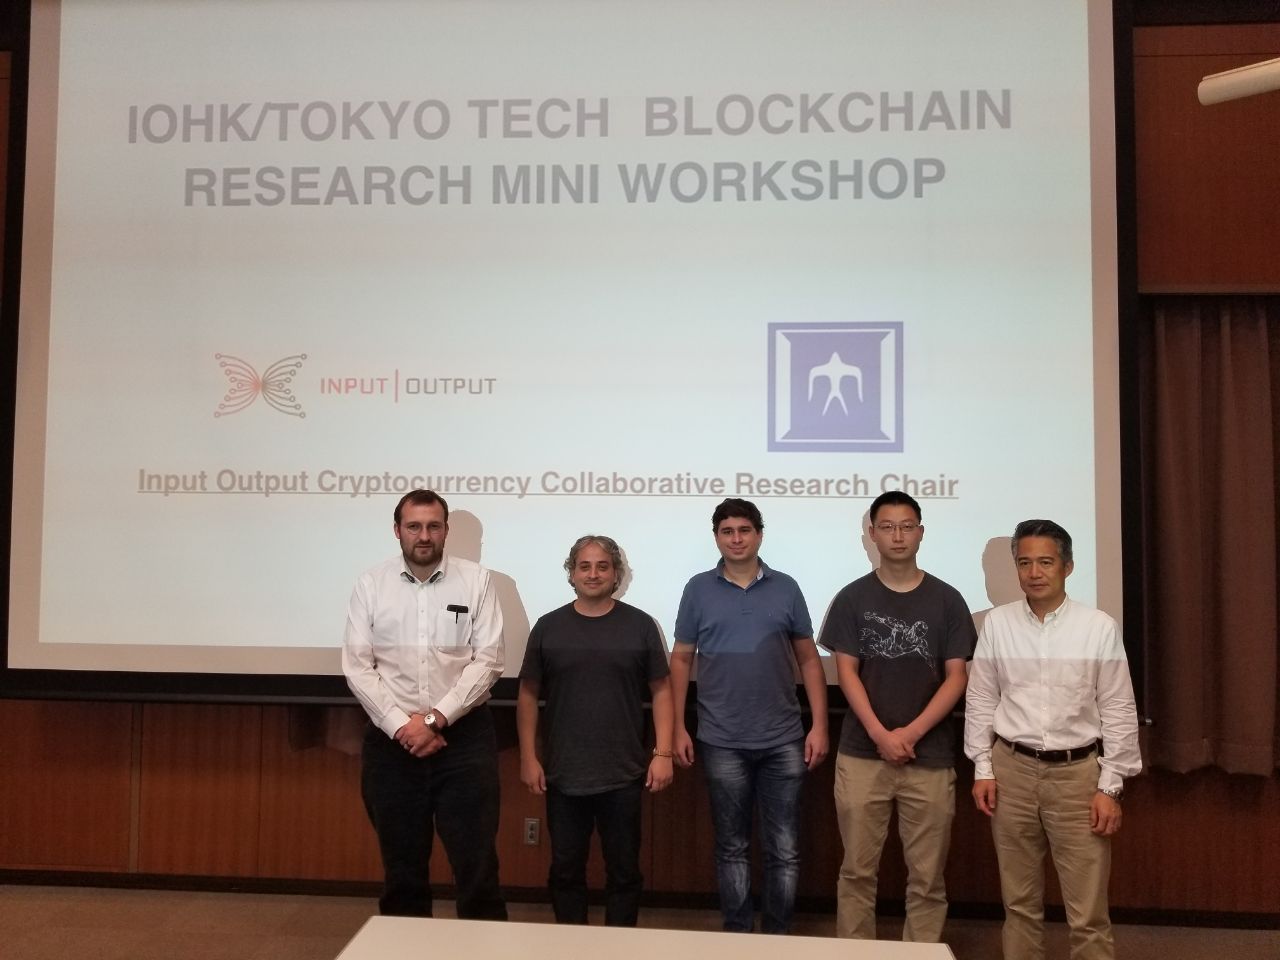 IOHK/TOKYO TECH BLOCKCHAIN
RESEARCH MINI WORKSHOP
INPUT | OUTPUT
Input Output Cryptocurrency Collaborative Research Chair